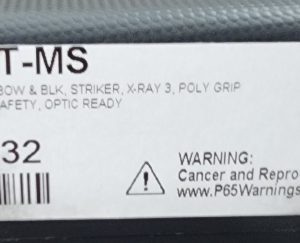 T-MS
BOW & BLK, STRIKER, X-RAY 3, POLY GRIP
AFETY, OPTIC READY
32
WARNING:
Cancer and Repro
www.P65Warnings